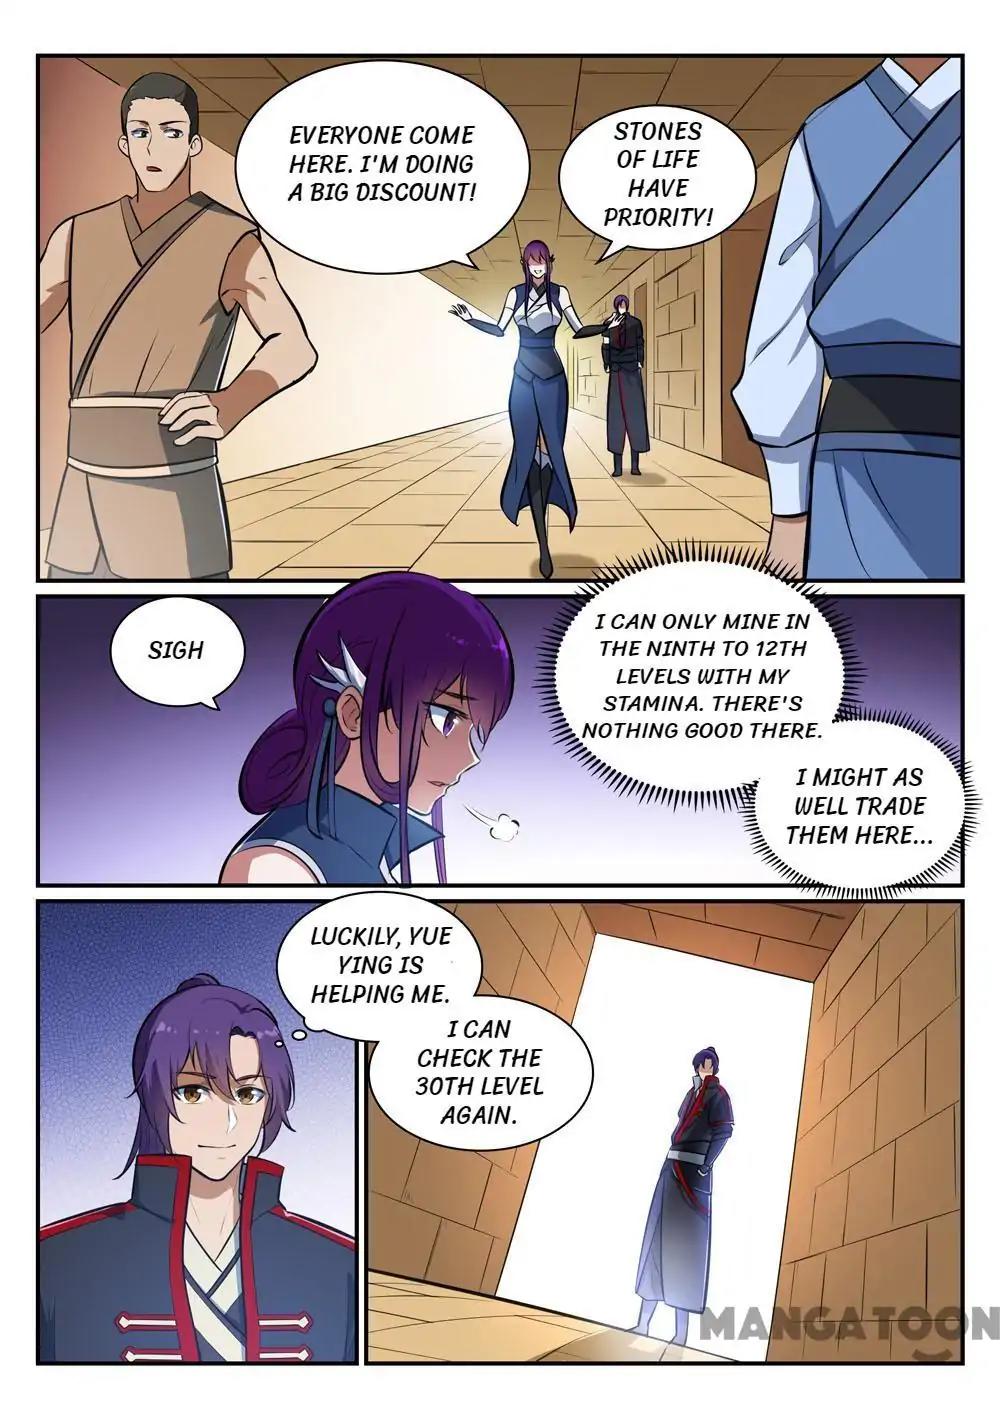 EVERYONE COME
HERE. I'M DOING
A BIG DISCOUNT!
STONES
OF LIFE
HAVE
PRIORITY!
SIGH
I CAN ONLY MINE IN
THE NINTH TO 12TH
LEVELS WITH MY
STAMINA. THERE'S
NOTHING GOOD THERE.
I MIGHT AS
WELL TRADE
THEM HERE...
LUCKILY, YUE
YING IS
HELPING ME.
I CAN
CHECK THE
30TH LEVEL
AGAIN.
MANGATOON